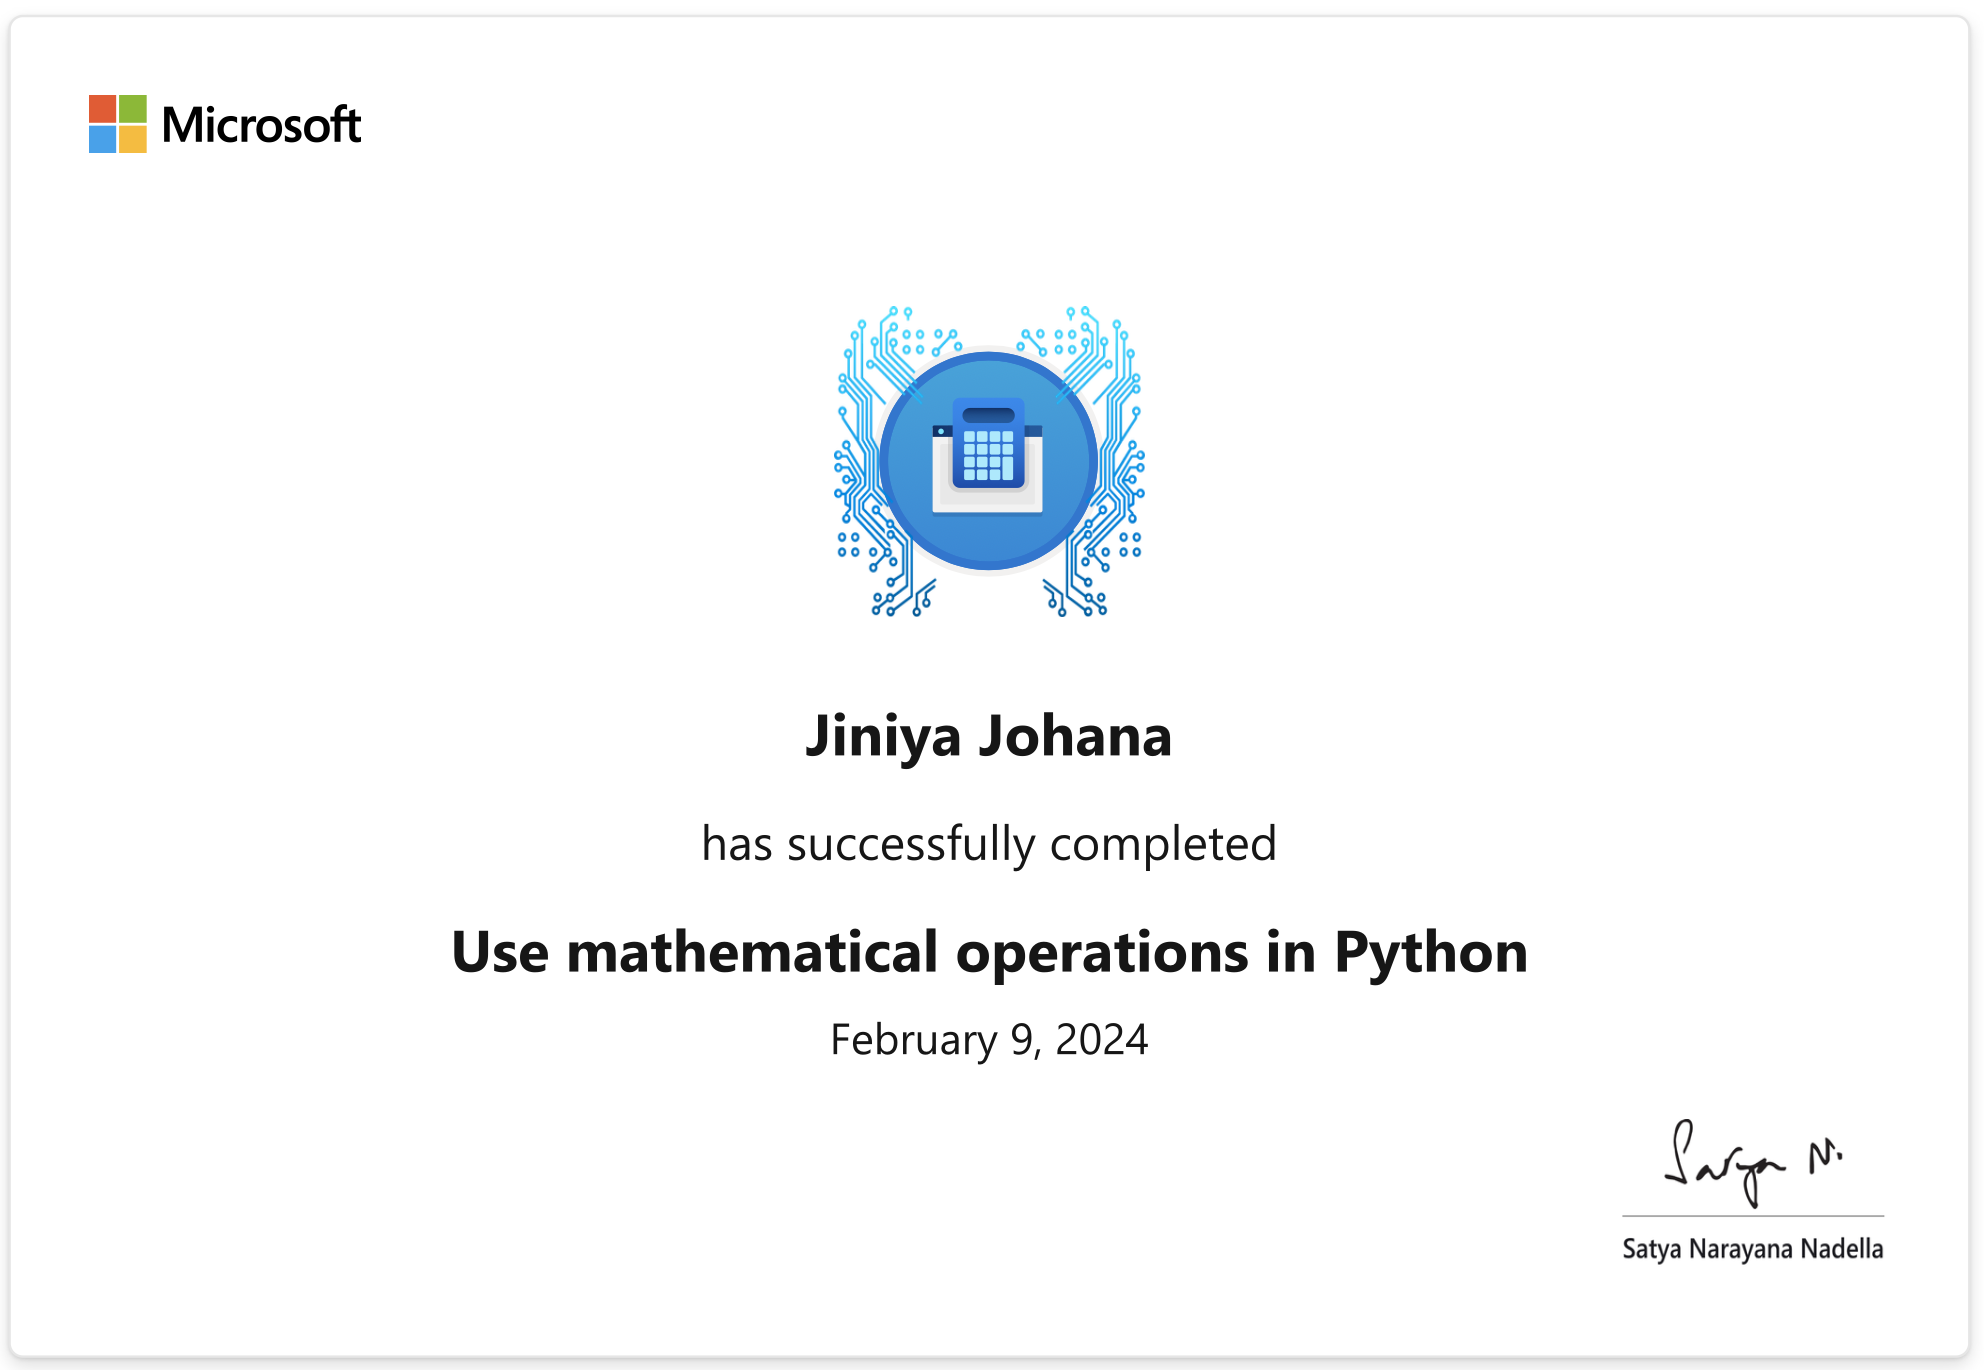 Microsoft
Jiniya Johana
has successfully completed
Use mathematical operations in Python
February 9, 2024
Satya N.
Satya Narayana Nadella